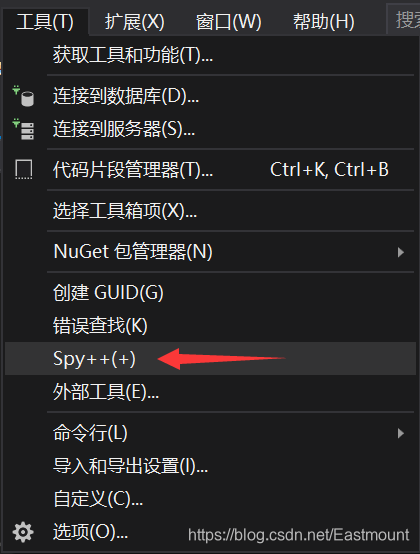 工具(T) 扩展(X) 窗口(W) 帮助(H) 搜索
获取工具和功能(T)...
连接到数据库(D)...
连接到服务器(S)...
代码片段管理器(T)... Ctrl+K, Ctrl+B
选择工具箱项(X)...
NuGet 包管理器(N)
创建 GUID(G)
错误查找(K)
Spy++(+)
外部工具(E)...
命令行(L)
导入和导出设置(I)...
自定义(C)...
选项(O)...
https://blog.csdn.net/Eastmount